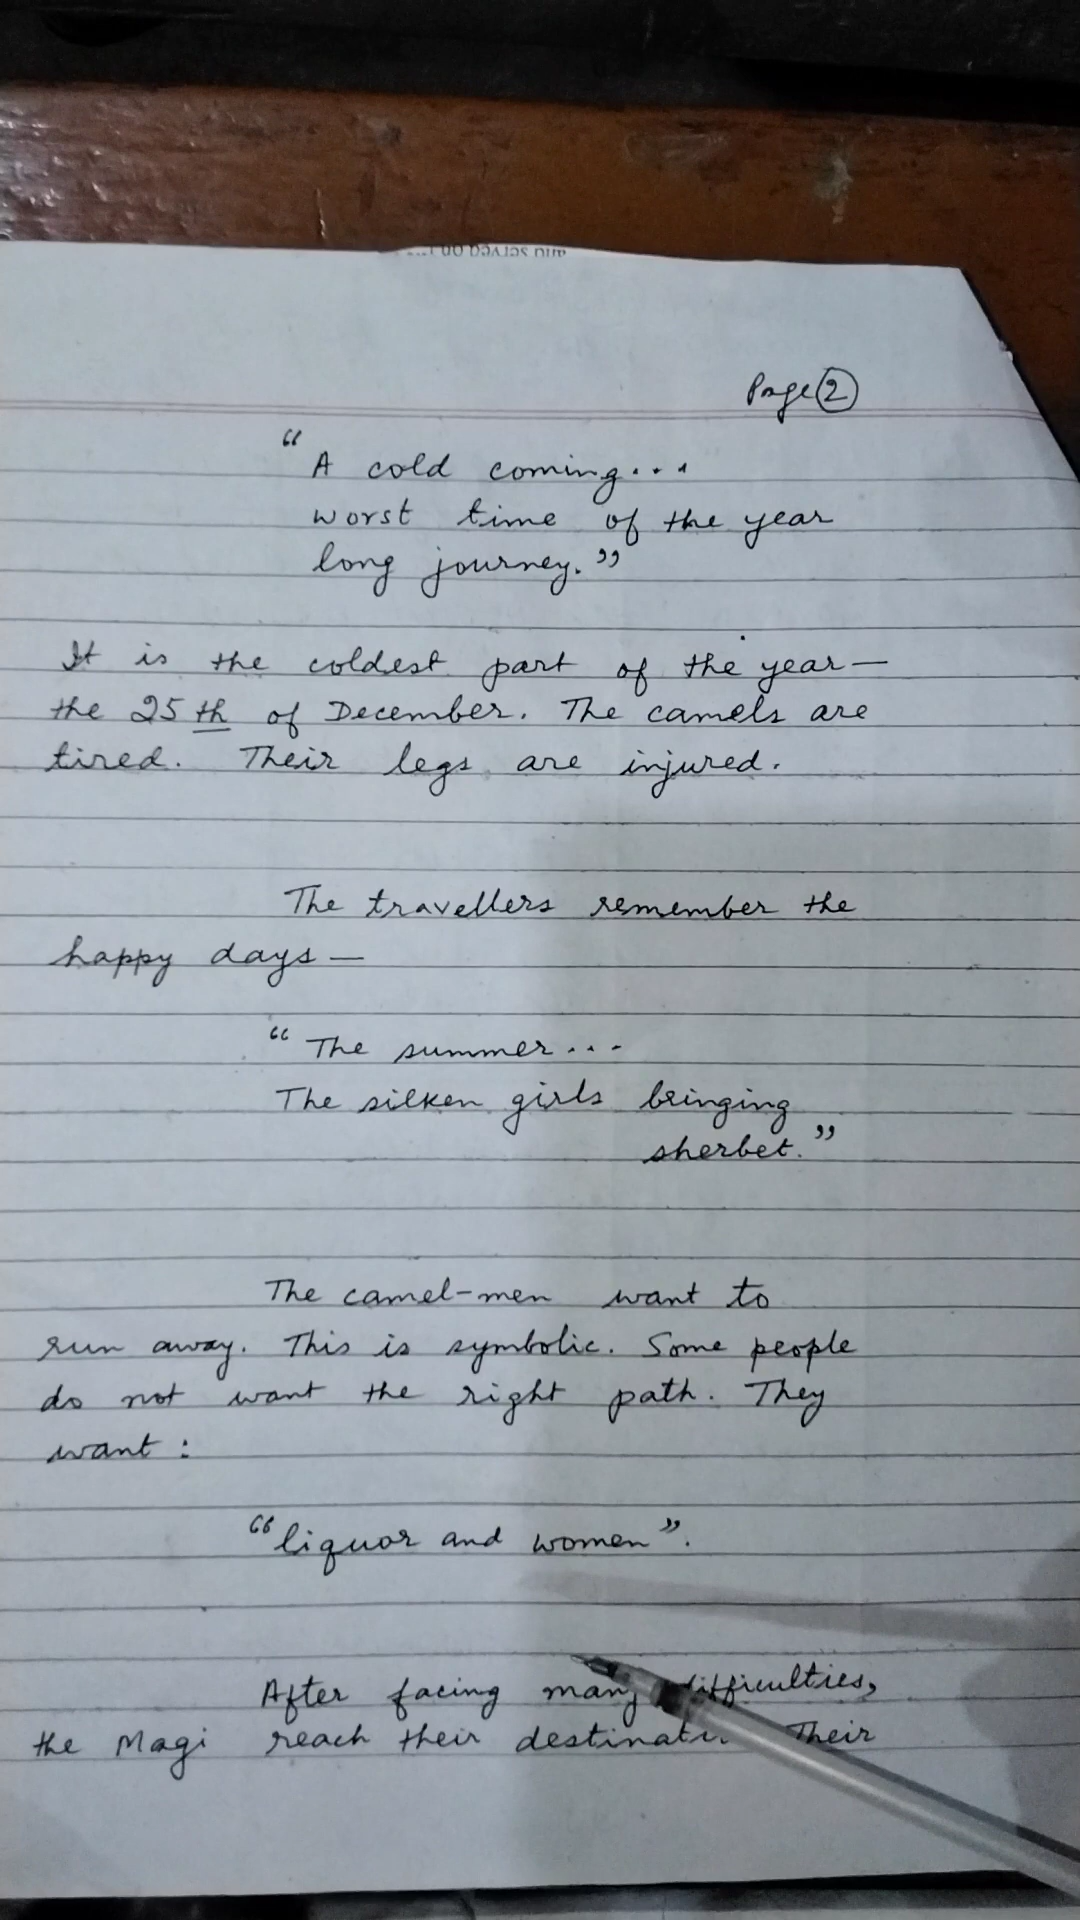 Page 2
"A cold coming...
worst time of the year
long journey."
It is the coldest part of the year—
the 25th of December. The camels are
tired. Their legs are injured.
The travellers remember the
happy days —
"The summer...
The silken girls bringing
sherbet."
The camel-men want to
run away. This is symbolic. Some people
do not want the right path. They
want :
"liquor and women".
After facing many difficulties,
the Magi reach their Their